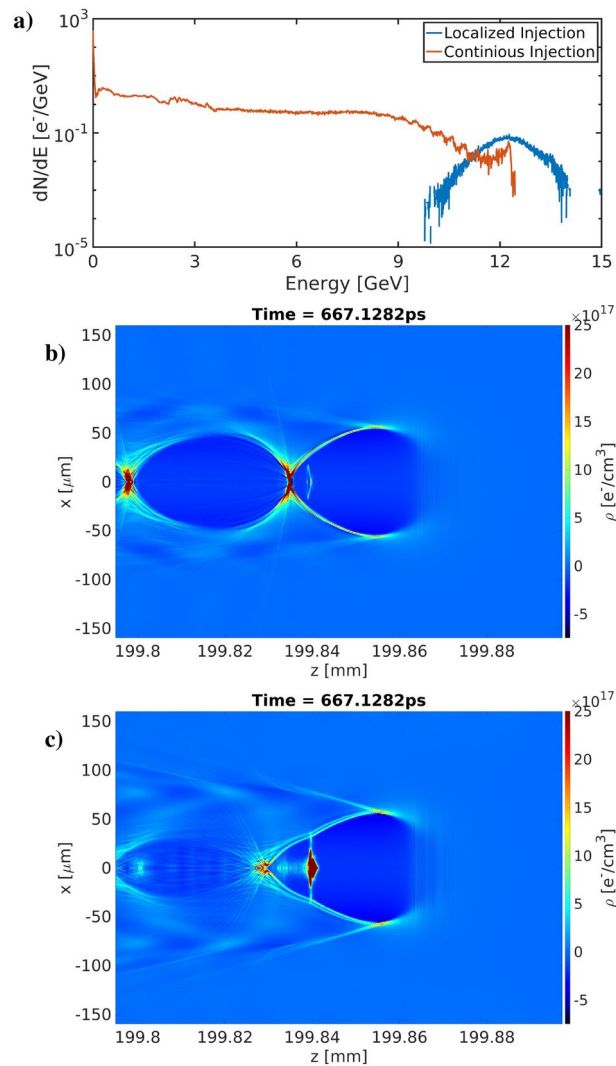 a)
10^3
10^-1
10^-5
dN/dE [e^-/GeV]
Localized Injection
Continious Injection
0 3 6 9 12 15
Energy [GeV]
b)
Time = 667.1282ps
150
100
50
0
-50
-100
-150
x [μm]
199.8 199.82 199.84 199.86 199.88
z [mm]
×10^17
25
20
15
10
5
0
-5
ρ [e^-/cm^3]
c)
Time = 667.1282ps
150
100
50
0
-50
-100
-150
x [μm]
199.8 199.82 199.84 199.86 199.88
z [mm]
×10^17
25
20
15
10
5
0
-5
ρ [e^-/cm^3]